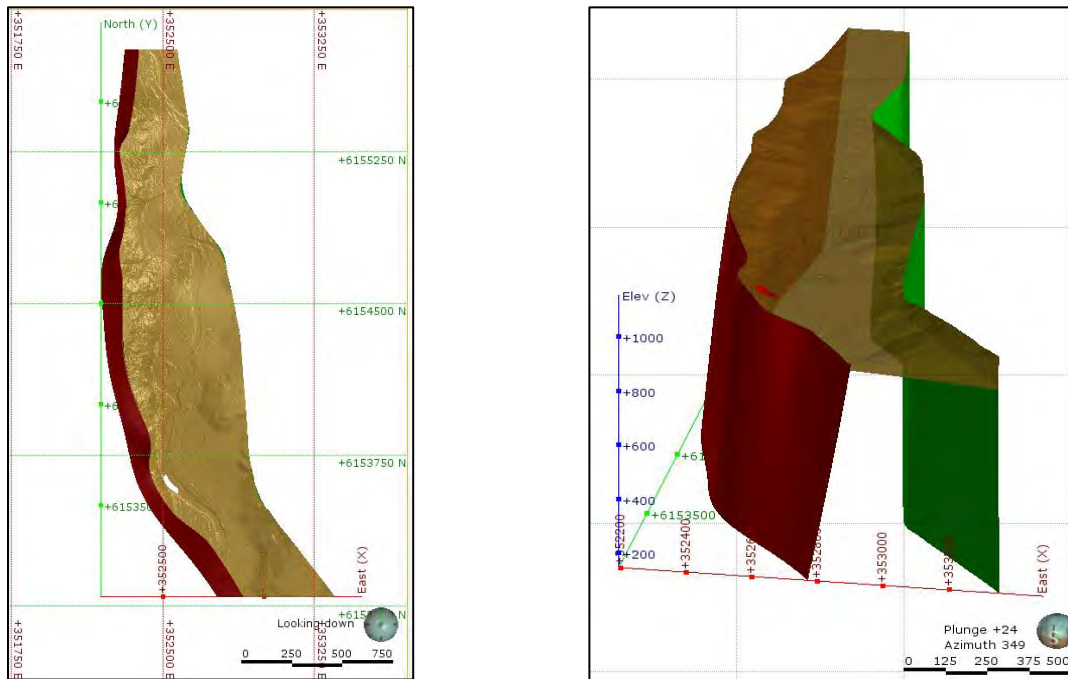 +351750 E
+352500 E
+353250 E
North (Y)
+6155250 N
+6154500 N
+6153750 N
+615350
East (X)
+352500
Looking down
0 250 500 750
+351750 E
+352500 E
+353250 E
Elev (Z)
+1000
+800
+600
+400
+200
+6153500
+352200
+352400
+352800
+353000
East (X)
Plunge +24
Azimuth 349
0 125 250 375 500